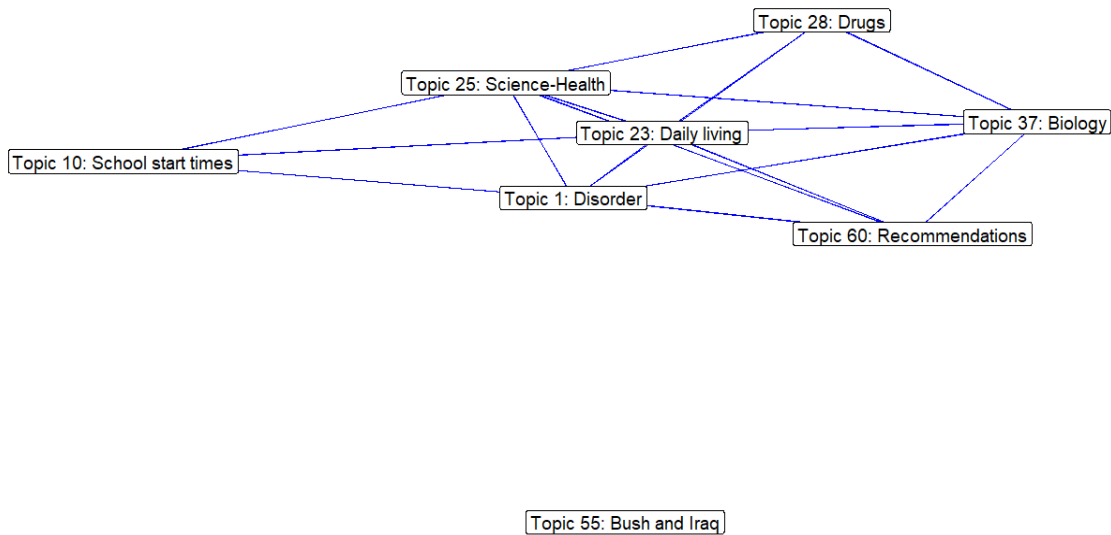 Topic 28: Drugs
Topic 25: Science-Health
Topic 37: Biology
Topic 23: Daily living
Topic 10: School start times
Topic 1: Disorder
Topic 60: Recommendations
Topic 55: Bush and Iraq